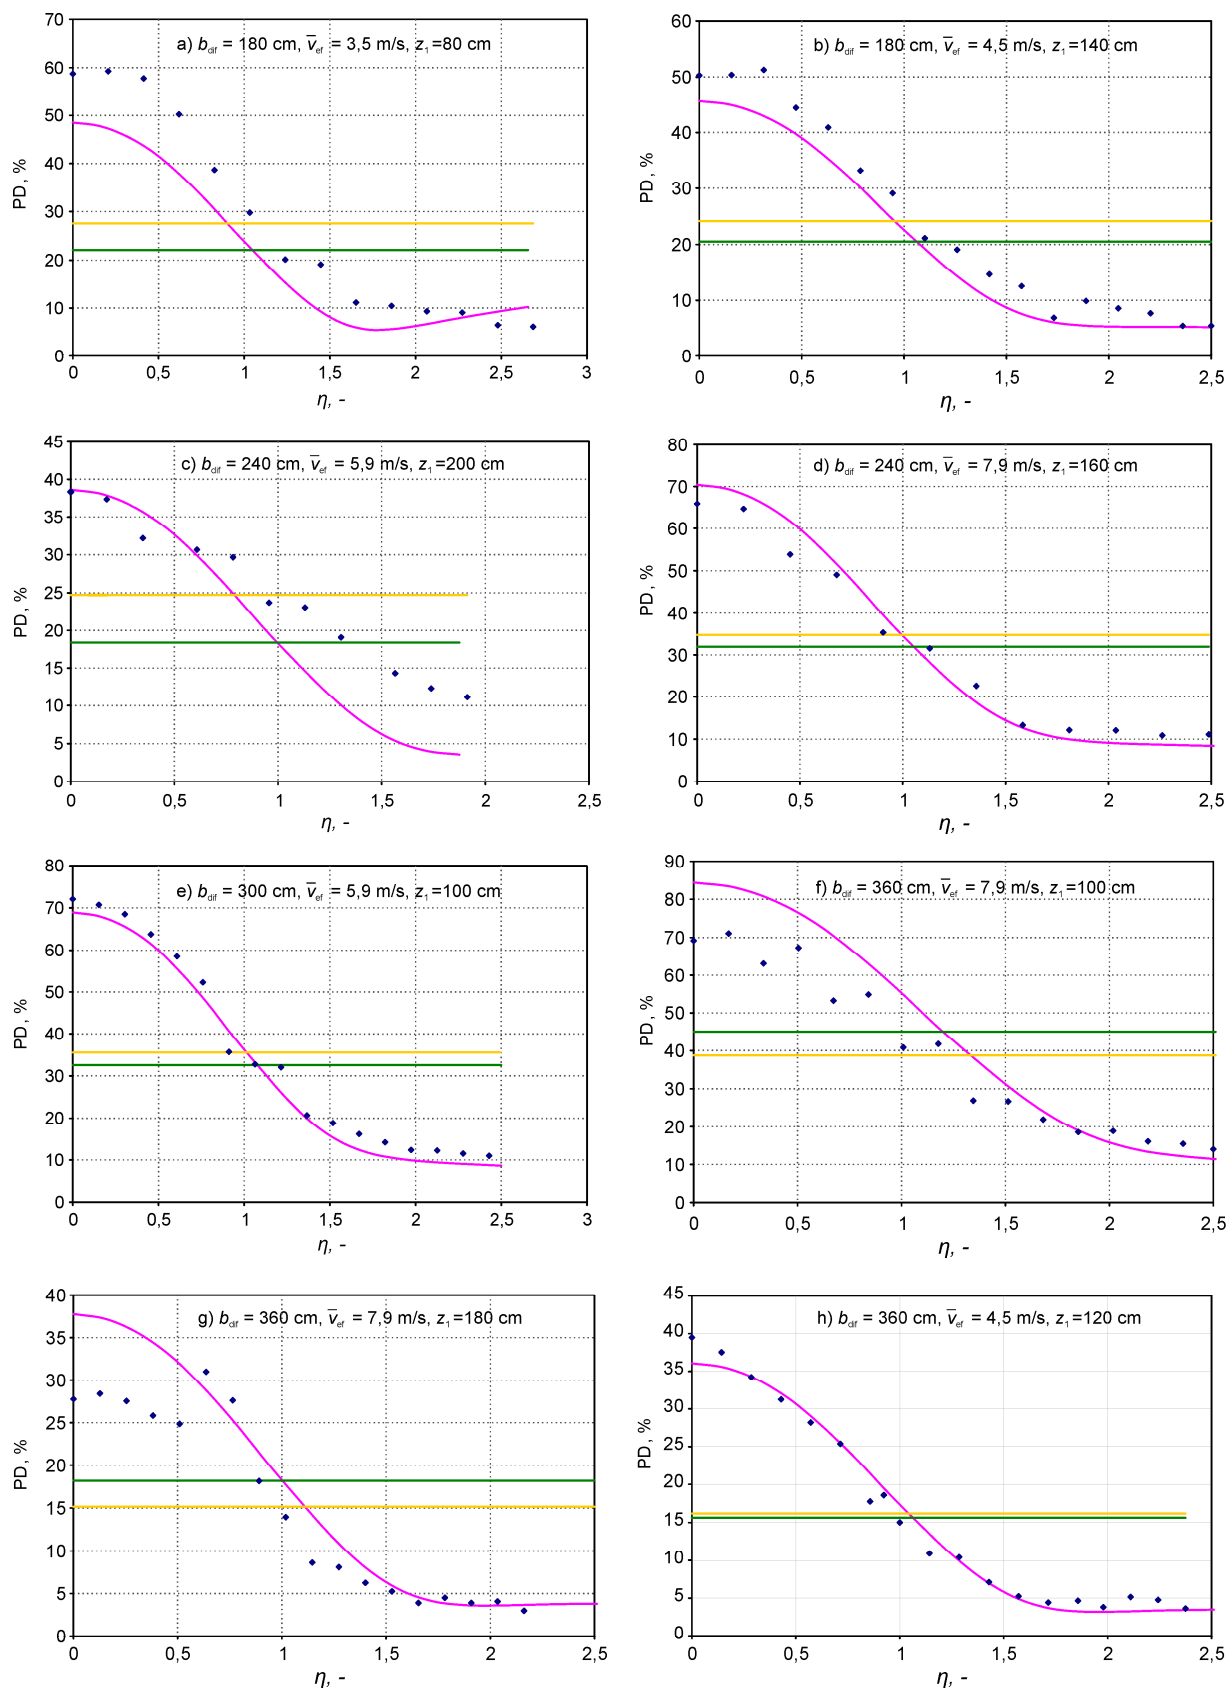 a) b_dif = 180 cm, v̄_ef = 3,5 m/s, z₁=80 cm
PD, %
70
60
50
40
30
20
10
0
0 0,5 1 1,5 2 2,5 3
η, -
b) b_dif = 180 cm, v̄_ef = 4,5 m/s, z₁=140 cm
PD, %
60
50
40
30
20
10
0
0 0,5 1 1,5 2 2,5
η, -
c) b_dif = 240 cm, v̄_ef = 5,9 m/s, z₁=200 cm
PD, %
45
40
35
30
25
20
15
10
5
0
0 0,5 1 1,5 2 2,5
η, -
d) b_dif = 240 cm, v̄_ef = 7,9 m/s, z₁=160 cm
PD, %
80
70
60
50
40
30
20
10
0
0 0,5 1 1,5 2 2,5
η, -
e) b_dif = 300 cm, v̄_ef = 5,9 m/s, z₁=100 cm
PD, %
80
70
60
50
40
30
20
10
0
0 0,5 1 1,5 2 2,5 3
η, -
f) b_dif = 360 cm, v̄_ef = 7,9 m/s, z₁=100 cm
PD, %
90
80
70
60
50
40
30
20
10
0
0 0,5 1 1,5 2 2,5
η, -
g) b_dif = 360 cm, v̄_ef = 7,9 m/s, z₁=180 cm
PD, %
40
35
30
25
20
15
10
5
0
0 0,5 1 1,5 2 2,5
η, -
h) b_dif = 360 cm, v̄_ef = 4,5 m/s, z₁=120 cm
PD, %
45
40
35
30
25
20
15
10
5
0
0 0,5 1 1,5 2 2,5
η, -